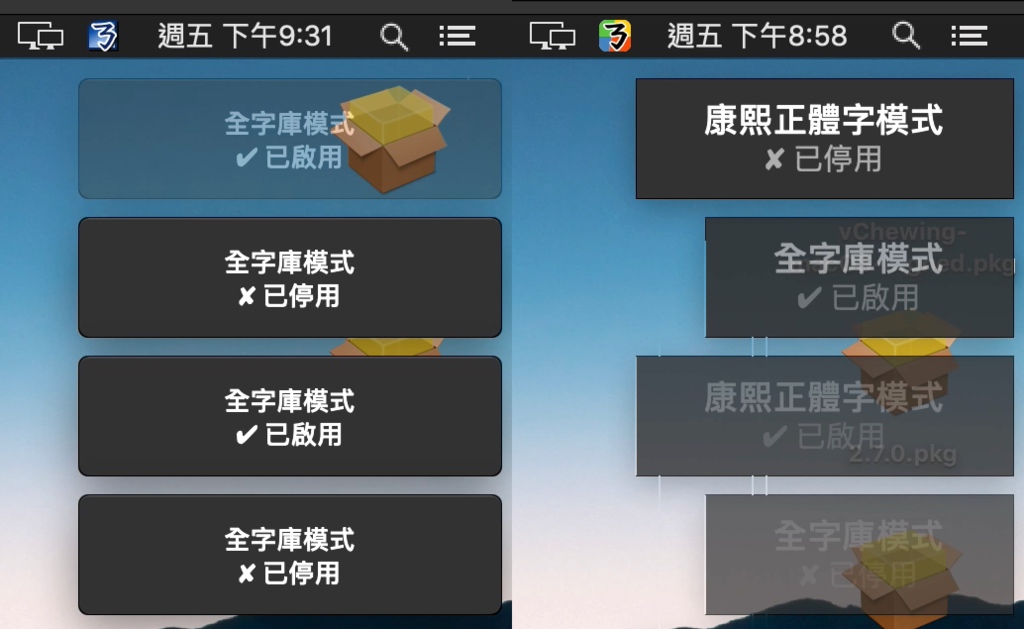 週五 下午9:31
全字庫模式
✔ 已啟用
全字庫模式
✘ 已停用
全字庫模式
✔ 已啟用
全字庫模式
✘ 已停用
週五 下午8:58
康熙正體字模式
✘ 已停用
vChewing-
ed.pkg
全字庫模式
✔ 已啟用
康熙正體字模式
✔ 已啟用
2.7.0.pkg
全字庫模式
✘ 已停用